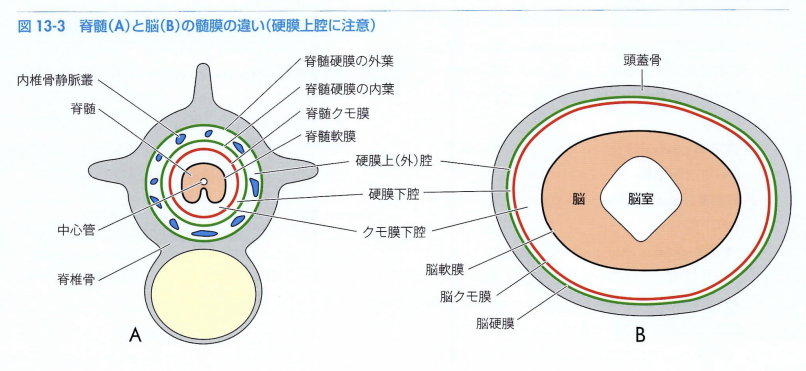 図 13-3 脊髄(A)と脳(B)の髄膜の違い(硬膜上腔に注意)
内椎骨静脈叢
脊髄
中心管
脊椎骨
脊髄硬膜の外葉
脊髄硬膜の内葉
脊髄クモ膜
脊髄軟膜
硬膜上(外)腔
硬膜下腔
クモ膜下腔
頭蓋骨
脳
脳室
脳軟膜
脳クモ膜
脳硬膜
A
B